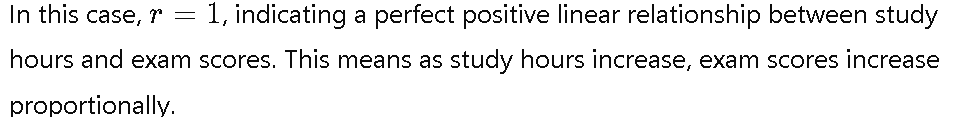 In this case, r = 1, indicating a perfect positive linear relationship between study
hours and exam scores. This means as study hours increase, exam scores increase
proportionally.